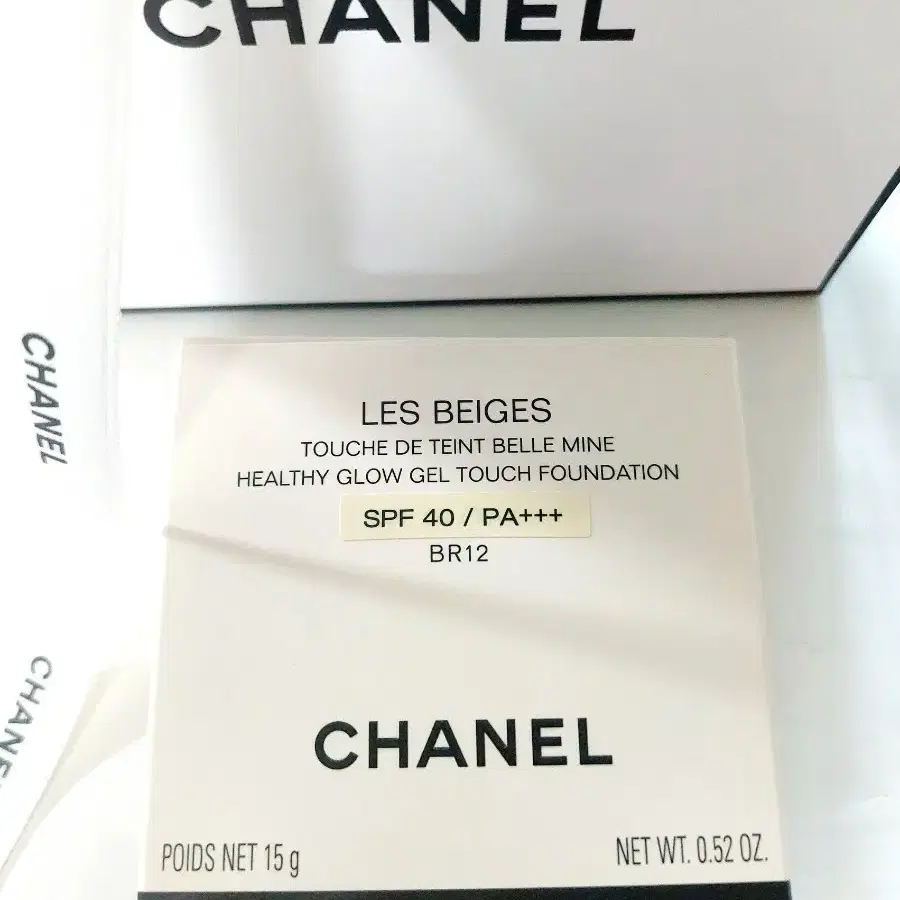 CHANEL
CHANEL
LES BEIGES
TOUCHE DE TEINT BELLE MINE
HEALTHY GLOW GEL TOUCH FOUNDATION
SPF 40 / PA+++
BR12
CHANEL
CHANEL
POIDS NET 15 g
NET WT. 0.52 OZ.